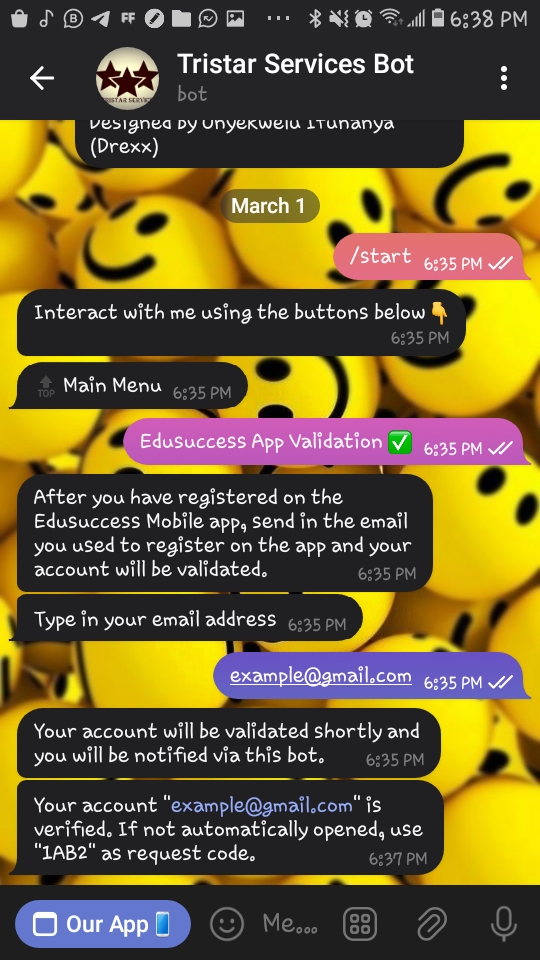 6:38 PM
Tristar Services Bot
bot
Designed by Onyekwelu Ifunanya
(Drexx)
March 1
/start 6:35 PM
Interact with me using the buttons below👇
6:35 PM
🔝 Main Menu 6:35 PM
Edusuccess App Validation ✅ 6:35 PM
After you have registered on the
Edusuccess Mobile app, send in the email
you used to register on the app and your
account will be validated. 6:35 PM
Type in your email address 6:35 PM
example@gmail.com 6:35 PM
Your account will be validated shortly and
you will be notified via this bot. 6:35 PM
Your account "example@gmail.com" is
verified. If not automatically opened, use
"1AB2" as request code. 6:37 PM
Our App📱 Me...